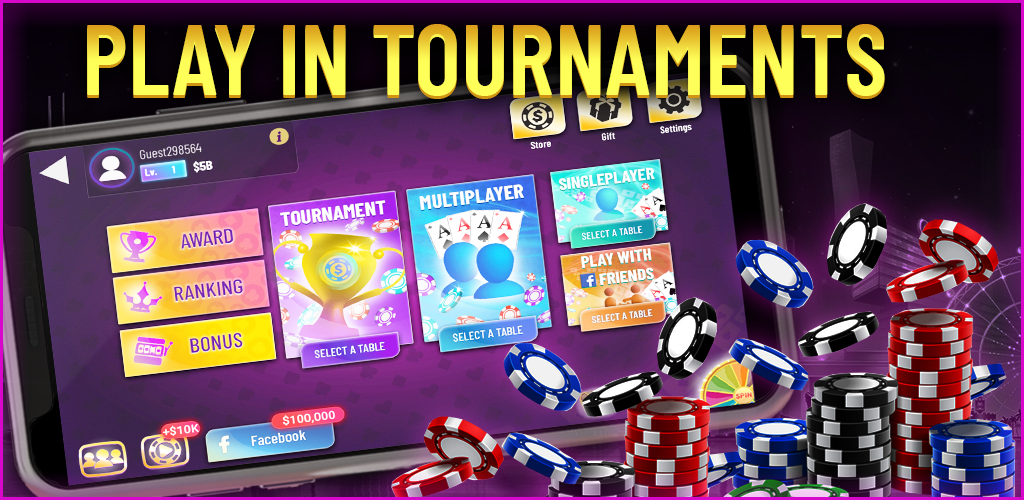 PLAY IN TOURNAMENTS
Guest298564
Lv. 1 $5B
i
Store
Gift
Settings
AWARD
RANKING
BONUS
TOURNAMENT
SELECT A TABLE
MULTIPLAYER
A A A A
SELECT A TABLE
SINGLEPLAYER
SELECT A TABLE
PLAY WITH
f FRIENDS
SELECT A TABLE
SPIN
+$10K
$100,000
f Facebook